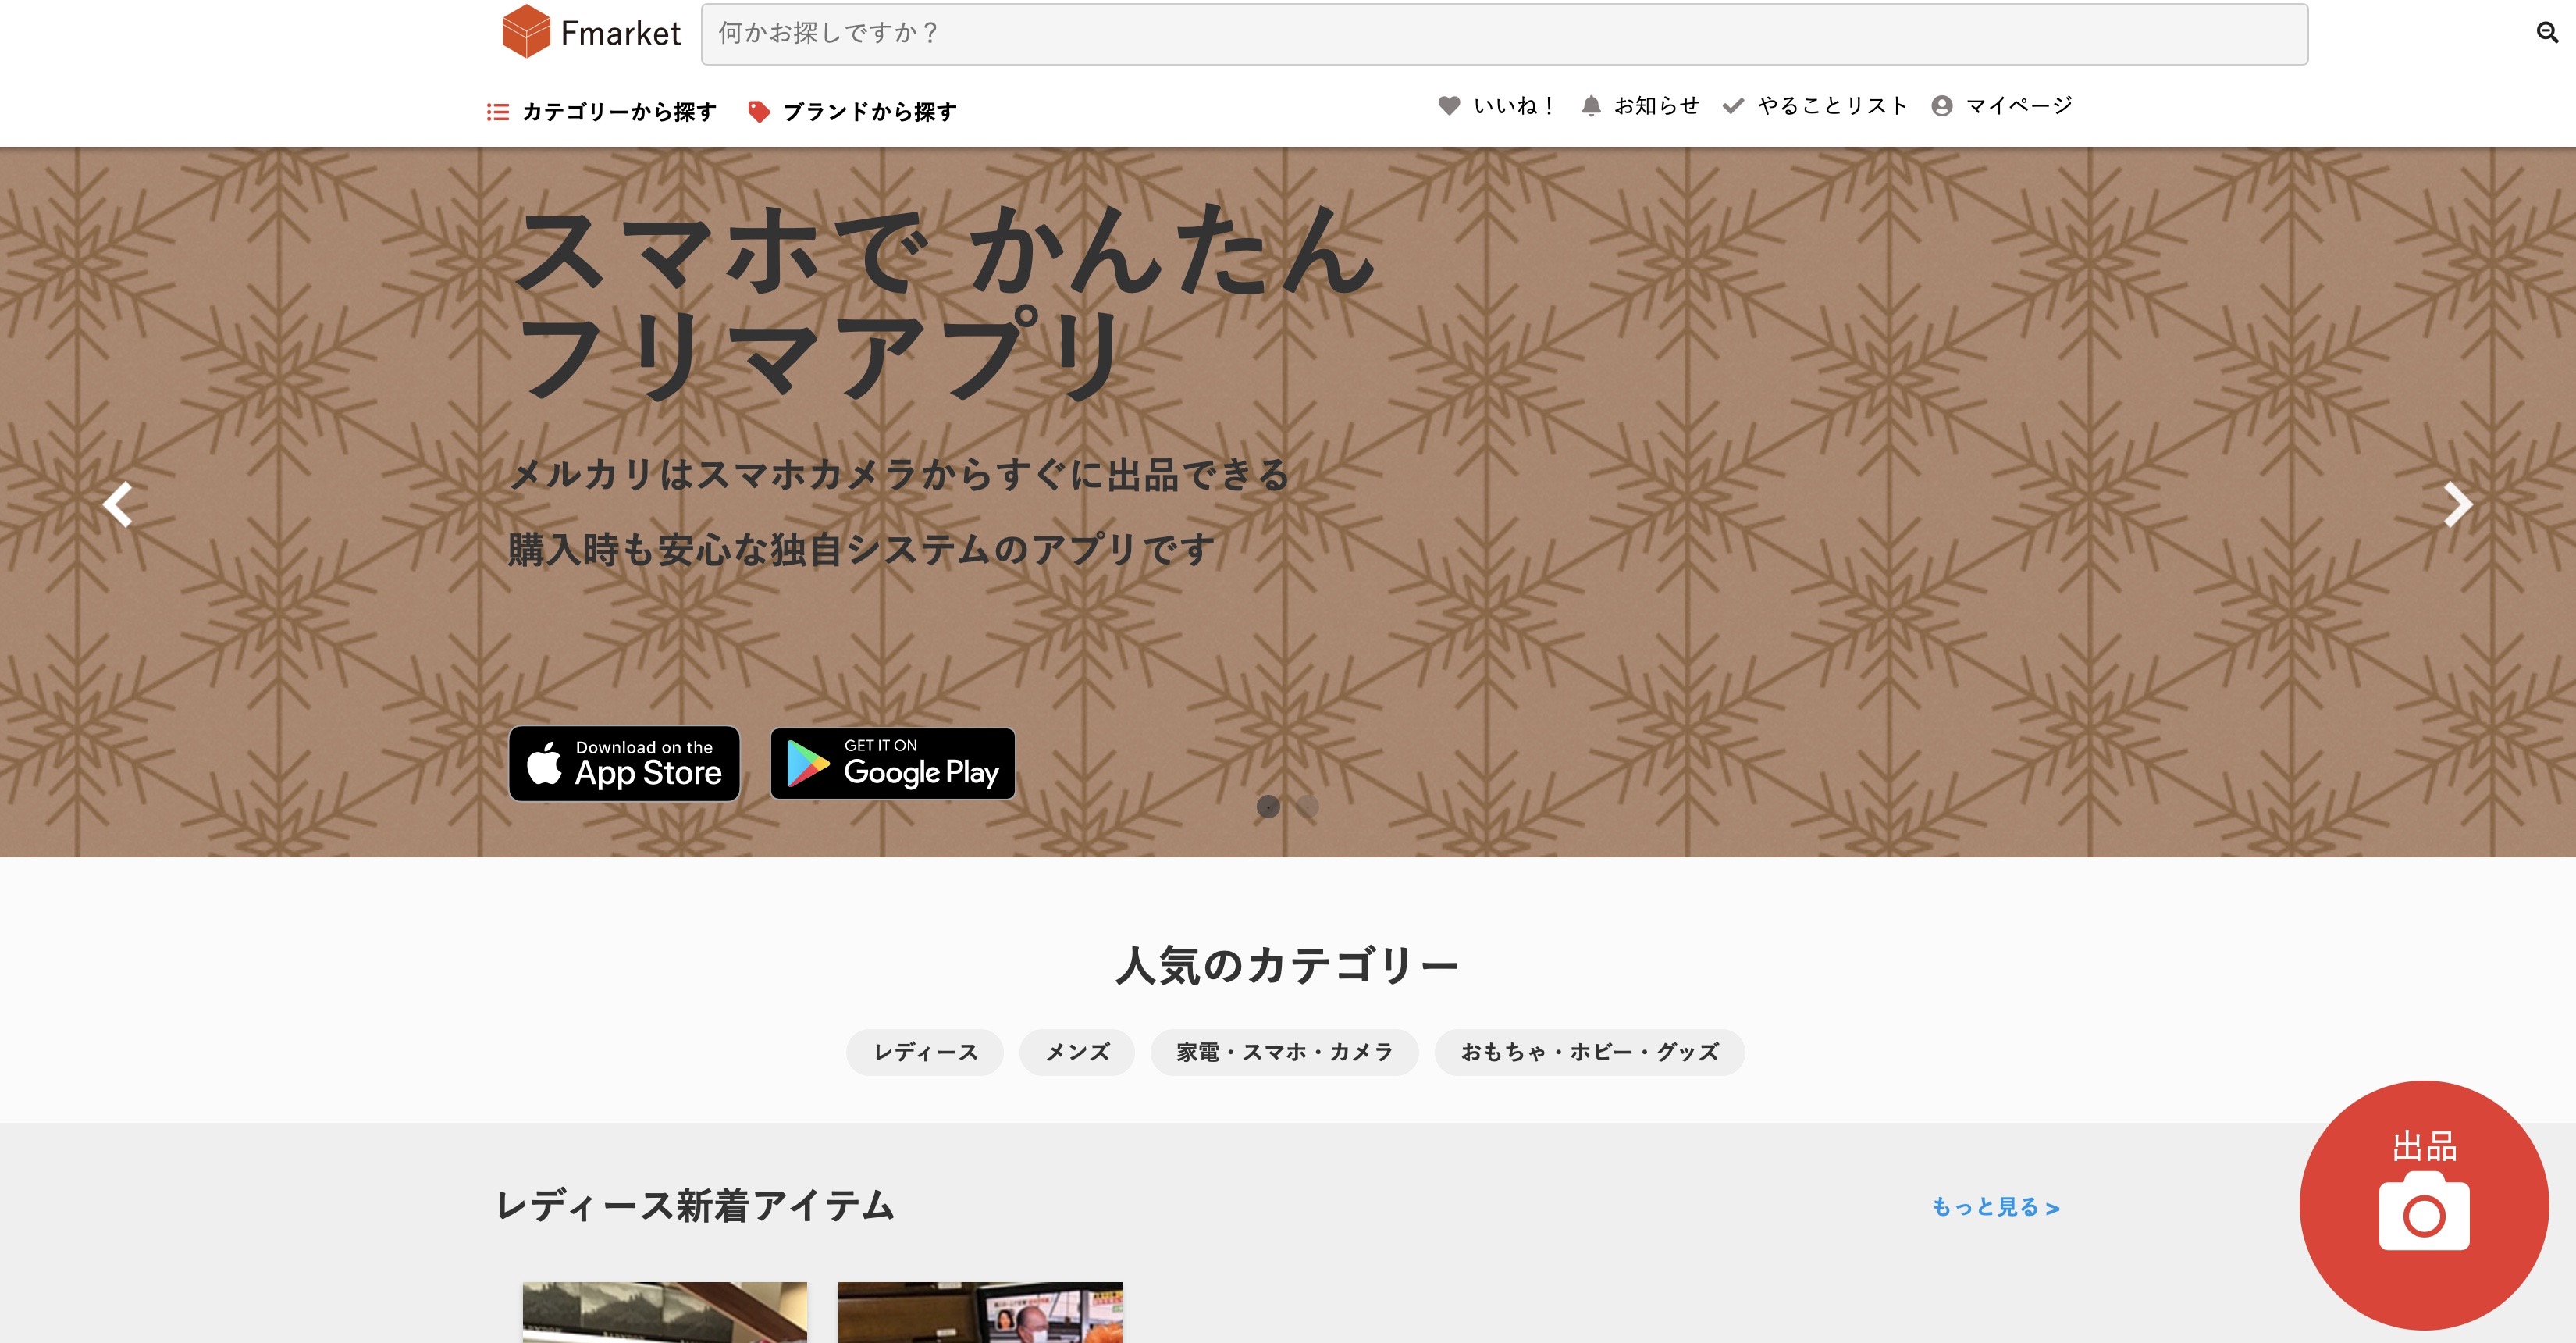 Fmarket
何かお探しですか？
カテゴリーから探す
ブランドから探す
いいね！
お知らせ
やることリスト
マイページ
スマホで かんたん
フリマアプリ
メルカリはスマホカメラからすぐに出品できる
購入時も安心な独自システムのアプリです
Download on the
App Store
GET IT ON
Google Play
人気のカテゴリー
レディース
メンズ
家電・スマホ・カメラ
おもちゃ・ホビー・グッズ
出品
レディース新着アイテム
もっと見る >